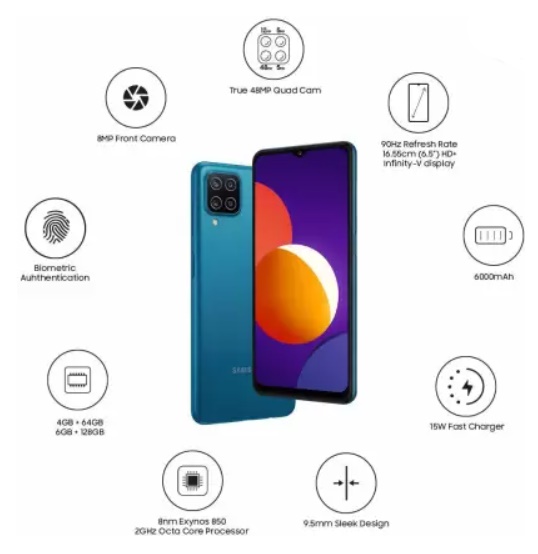 True 48MP Quad Cam
8MP Front Camera
90Hz Refresh Rate
16.55cm (6.5") HD+
Infinity-V display
Biometric
Auhthentication
6000mAh
4GB + 64GB
6GB + 128GB
15W Fast Charger
8nm Exynos 850
2GHz Octa Core Processor
9.5mm Sleek Design